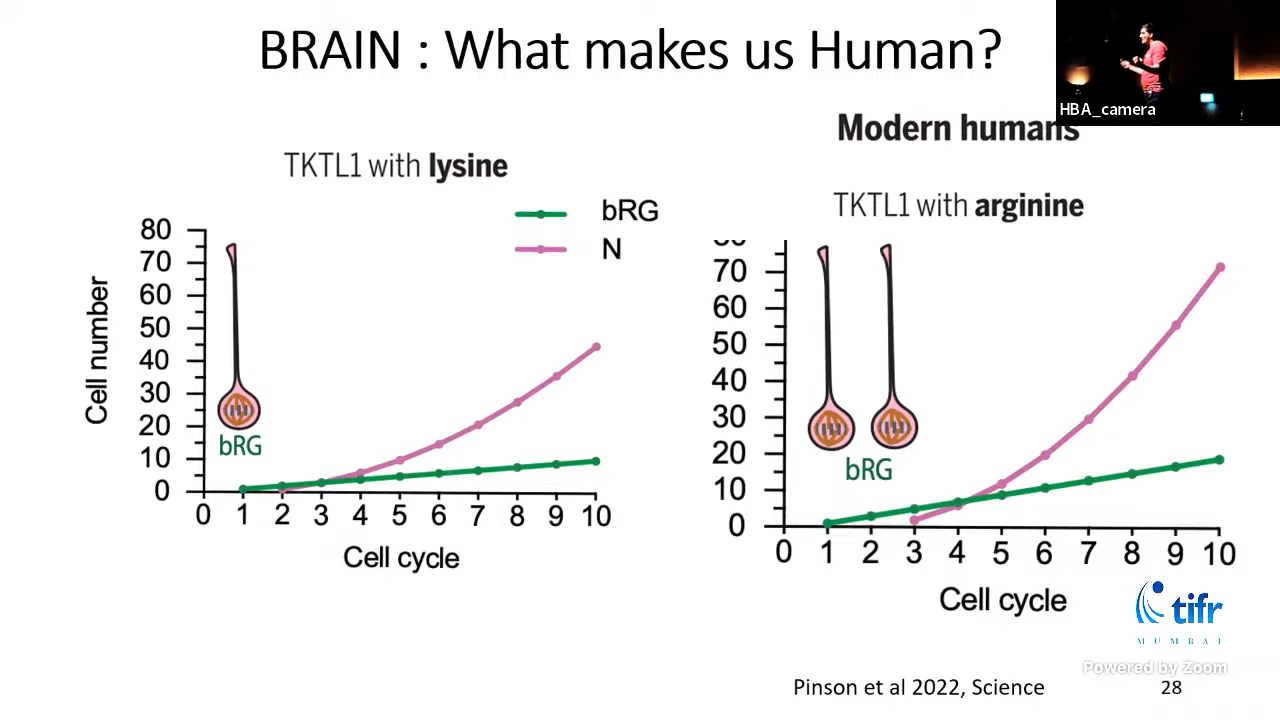 BRAIN : What makes us Human?
HBA_camera
TKTL1 with lysine
bRG
N
80
70
60
50
40
30
20
10
0
Cell number
bRG
0 1 2 3 4 5 6 7 8 9 10
Cell cycle
Modern humans
TKTL1 with arginine
70
60
50
40
30
20
10
0
bRG
0 1 2 3 4 5 6 7 8 9 10
Cell cycle
tifr
MUMBAI
Powered by Zoom
Pinson et al 2022, Science
28